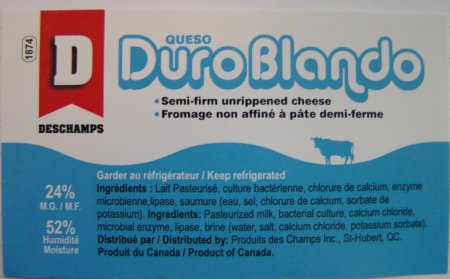 1874
D
DESCHAMPS
QUESO
DuroBlando
• Semi-firm unrippened cheese
• Fromage non affiné à pâte demi-ferme
24%
M.G./ M.F.
52%
Humidité
Moisture
Garder au réfrigérateur / Keep refrigerated
Ingrédients : Lait Pasteurisé, culture bactérienne, chlorure de calcium, enzyme
microbienne,lipase, saumure (eau, sel, chlorure de calcium, sorbate de
potassium). Ingredients: Pasteurized milk, bacterial culture, calcium chloride,
microbial enzyme, lipase, brine (water, salt, calcium chloride, potassium sorbate).
Distribué par / Distributed by: Produits des Champs Inc., St-Hubert, QC.
Produit du Canada / Product of Canada.